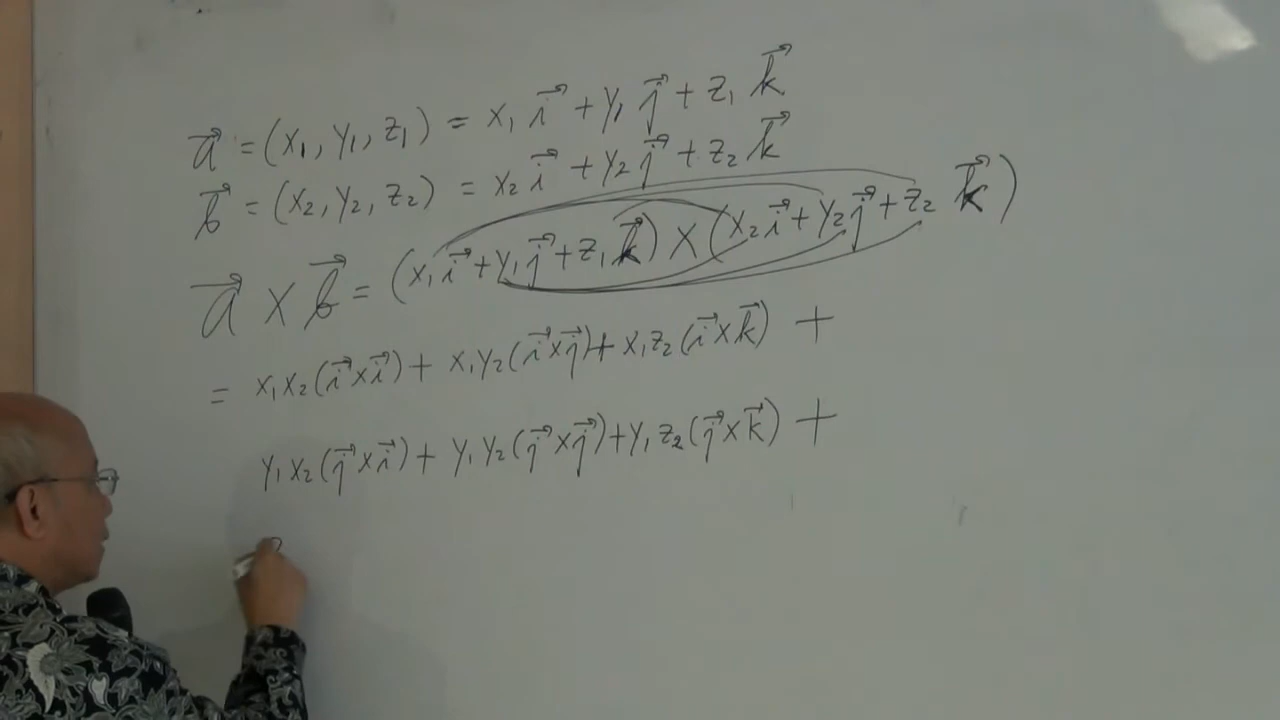 a⃗ = (x₁, y₁, z₁) = x₁ i⃗ + y₁ j⃗ + z₁ k⃗
b⃗ = (x₂, y₂, z₂) = x₂ i⃗ + y₂ j⃗ + z₂ k⃗
a⃗ × b⃗ = (x₁ i⃗ + y₁ j⃗ + z₁ k⃗) × (x₂ i⃗ + y₂ j⃗ + z₂ k⃗)
= x₁x₂(i⃗ × i⃗) + x₁y₂(i⃗ × j⃗) + x₁z₂(i⃗ × k⃗) +
y₁x₂(j⃗ × i⃗) + y₁y₂(j⃗ × j⃗) + y₁z₂(j⃗ × k⃗) +